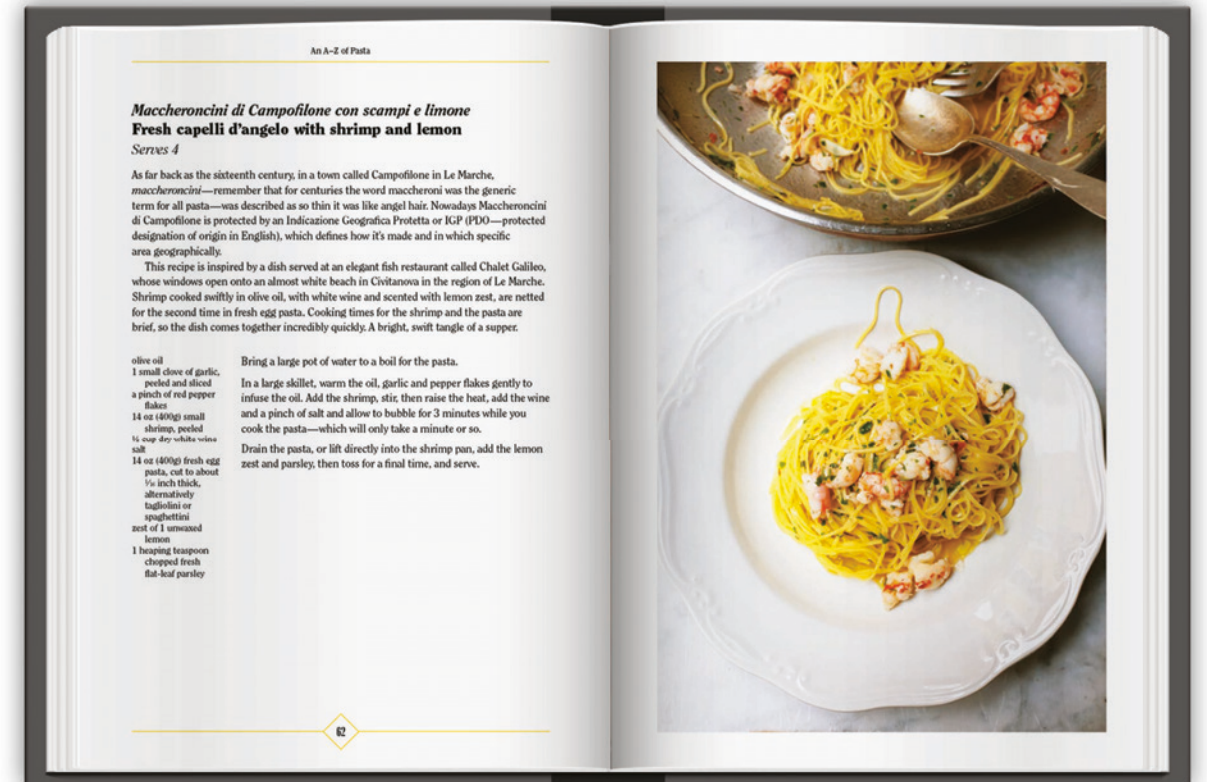 An A–Z of Pasta
Maccheroncini di Campofilone con scampi e limone
Fresh capelli d'angelo with shrimp and lemon
Serves 4
As far back as the sixteenth century, in a town called Campofilone in Le Marche,
maccheroncini—remember that for centuries the word maccheroni was the generic
term for all pasta—was described as so thin it was like angel hair. Nowadays Maccheroncini
di Campofilone is protected by an Indicazione Geografica Protetta or IGP (PDO—protected
designation of origin in English), which defines how it's made and in which specific
area geographically.
This recipe is inspired by a dish served at an elegant fish restaurant called Chalet Galileo,
whose windows open onto an almost white beach in Civitanova in the region of Le Marche.
Shrimp cooked swiftly in olive oil, with white wine and scented with lemon zest, are netted
for the second time in fresh egg pasta. Cooking times for the shrimp and the pasta are
brief, so the dish comes together incredibly quickly. A bright, swift tangle of a supper.
olive oil
1 small clove of garlic,
peeled and sliced
a pinch of red pepper
flakes
14 oz (400g) small
shrimp, peeled
cup dry white wine
salt
14 oz (400g) fresh egg
pasta, cut to about
1/16 inch thick,
alternatively
tagliolini or
spaghettini
zest of 1 unwaxed
lemon
1 heaping teaspoon
chopped fresh
flat-leaf parsley
Bring a large pot of water to a boil for the pasta.
In a large skillet, warm the oil, garlic and pepper flakes gently to
infuse the oil. Add the shrimp, stir, then raise the heat, add the wine
and a pinch of salt and allow to bubble for 3 minutes while you
cook the pasta—which will only take a minute or so.
Drain the pasta, or lift directly into the shrimp pan, add the lemon
zest and parsley, then toss for a final time, and serve.
62